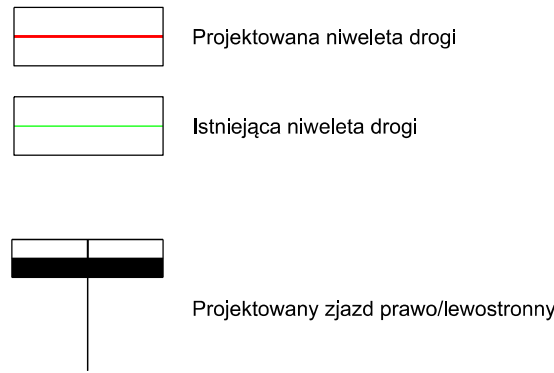 Projektowana niweleta drogi
Istniejąca niweleta drogi
Projektowany zjazd prawo/lewostronny